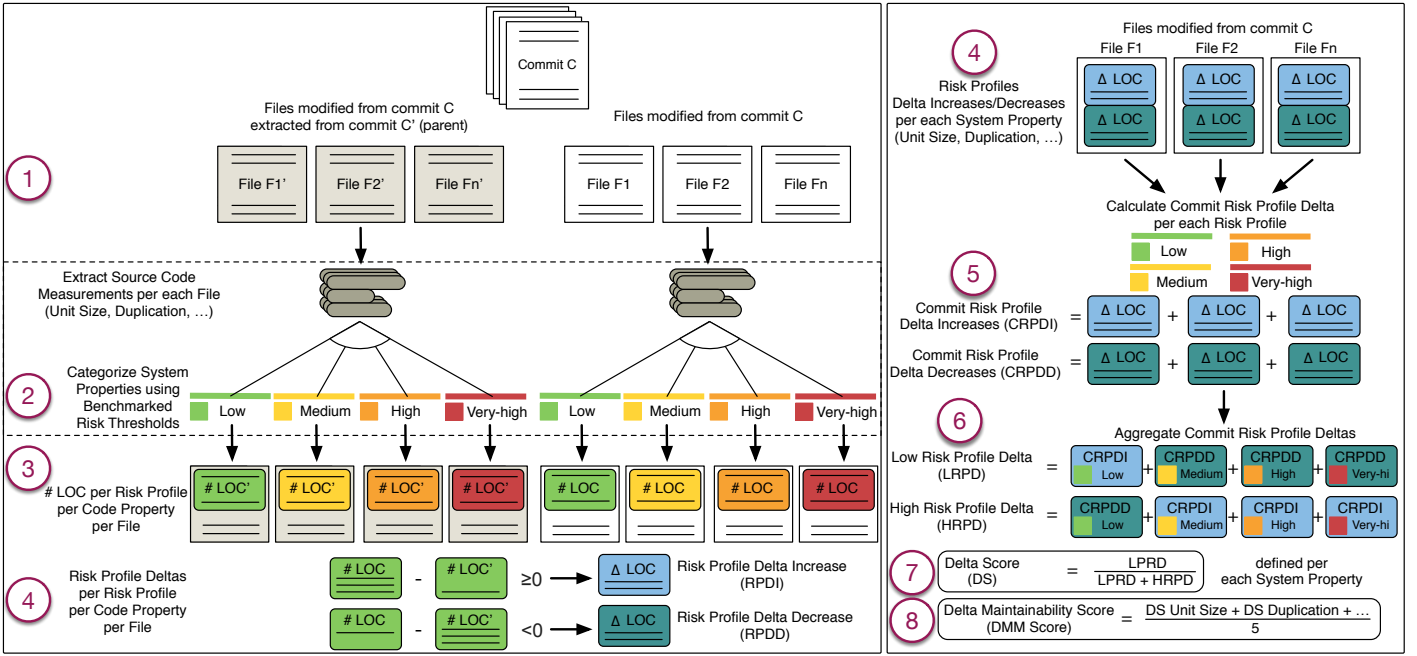 Commit C
Files modified from commit C
extracted from commit C' (parent)
Files modified from commit C
1
File F1'
File F2'
File Fn'
File F1
File F2
File Fn
Extract Source Code
Measurements per each File
(Unit Size, Duplication, ...)
2
Categorize System
Properties using
Benchmarked
Risk Thresholds
Low
Medium
High
Very-high
Low
Medium
High
Very-high
3
# LOC per Risk Profile
per Code Property
per File
# LOC'
# LOC'
# LOC'
# LOC'
# LOC
# LOC
# LOC
# LOC
4
Risk Profile Deltas
per Risk Profile
per Code Property
per File
# LOC - # LOC' ≥0 Δ LOC
Risk Profile Delta Increase
(RPDI)
# LOC - # LOC' <0 Δ LOC
Risk Profile Delta Decrease
(RPDD)
4
Files modified from commit C
File F1
File F2
File Fn
Risk Profiles
Delta Increases/Decreases
per each System Property
(Unit Size, Duplication, ...)
Δ LOC
Δ LOC
Δ LOC
Δ LOC
Δ LOC
Δ LOC
Calculate Commit Risk Profile Delta
per each Risk Profile
Low
High
Medium
Very-high
5
Commit Risk Profile
Delta Increases (CRPDI)
= Δ LOC + Δ LOC + Δ LOC
Commit Risk Profile
Delta Decreases (CRPDD)
= Δ LOC + Δ LOC + Δ LOC
6
Aggregate Commit Risk Profile Deltas
Low Risk Profile Delta
(LRPD)
= CRPDI Low + CRPDD Medium + CRPDD High + CRPDD Very-hi
High Risk Profile Delta
(HRPD)
= CRPDD Low + CRPDI Medium + CRPDI High + CRPDI Very-hi
7
Delta Score
(DS)
=
LPRD
LPRD + HRPD
defined per
each System Property
8
Delta Maintainability Score
(DMM Score)
=
DS Unit Size + DS Duplication + ...
5